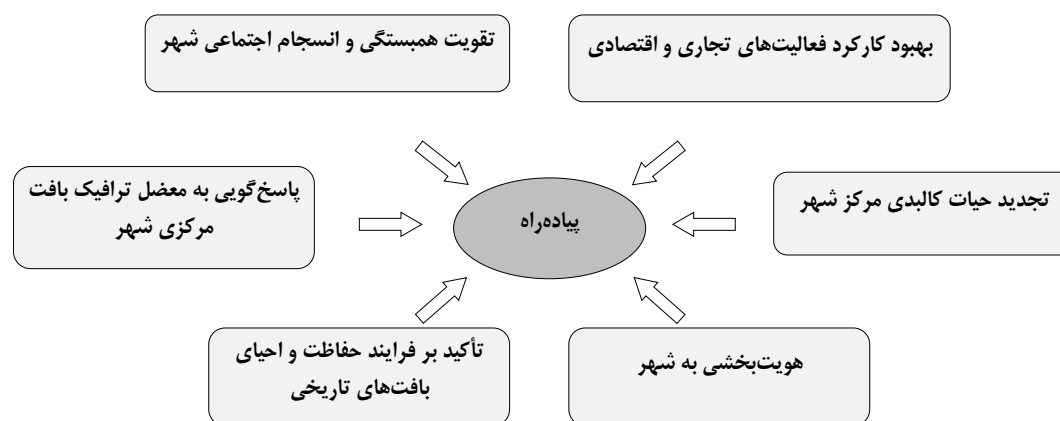 بهبود کارکرد فعالیت‌های تجاری و اقتصادی
تقویت همبستگی و انسجام اجتماعی شهر
تجدید حیات کالبدی مرکز شهر
پیاده‌راه
پاسخ‌گویی به معضل ترافیک بافت
مرکزی شهر
هویت‌بخشی به شهر
تأکید بر فرایند حفاظت و احیای
بافت‌های تاریخی